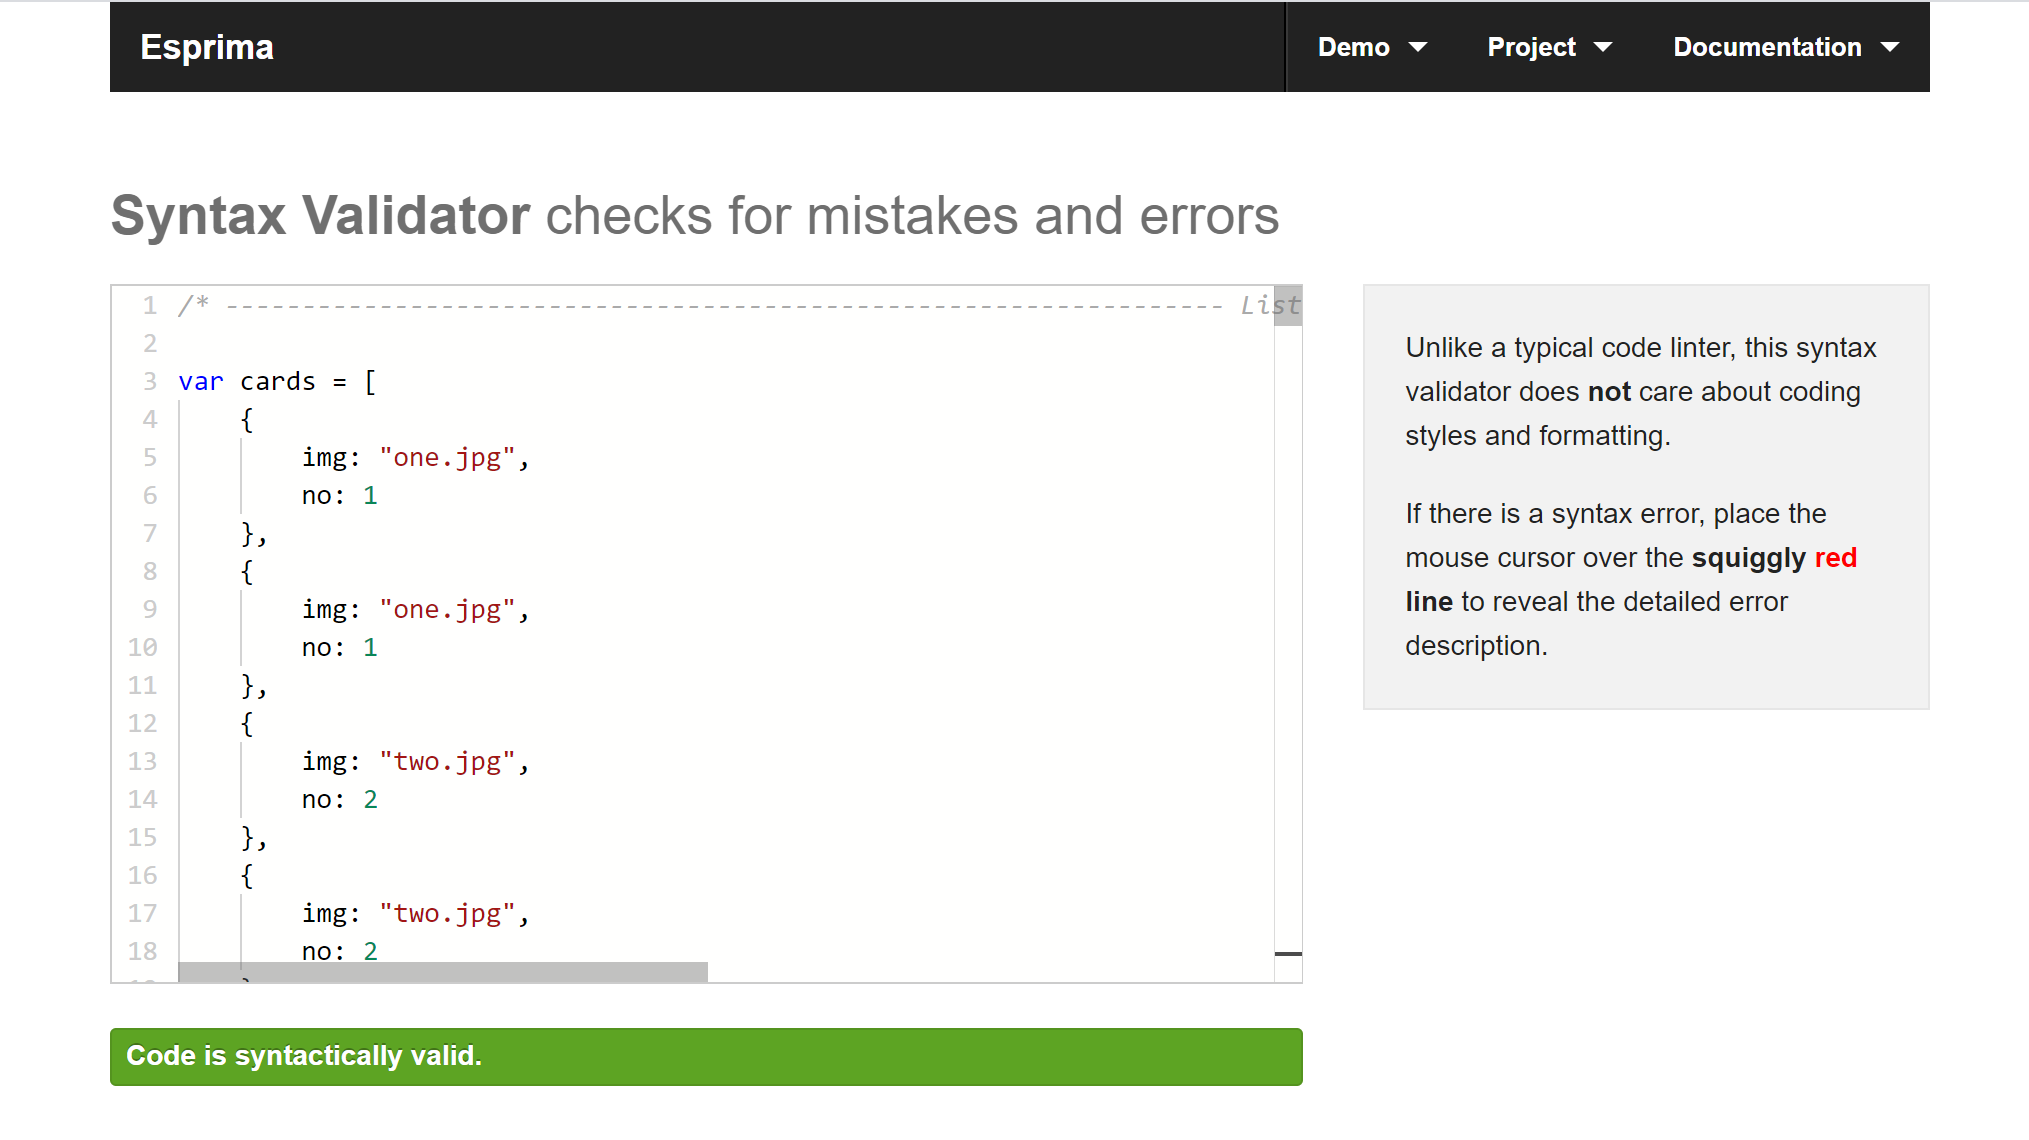 Esprima
Demo Project Documentation
Syntax Validator checks for mistakes and errors
1 /* ----------------------------------------------------------------- List
2
3 var cards = [
4 {
5 img: "one.jpg",
6 no: 1
7 },
8 {
9 img: "one.jpg",
10 no: 1
11 },
12 {
13 img: "two.jpg",
14 no: 2
15 },
16 {
17 img: "two.jpg",
18 no: 2
Unlike a typical code linter, this syntax
validator does not care about coding
styles and formatting.
If there is a syntax error, place the
mouse cursor over the squiggly red
line to reveal the detailed error
description.
Code is syntactically valid.